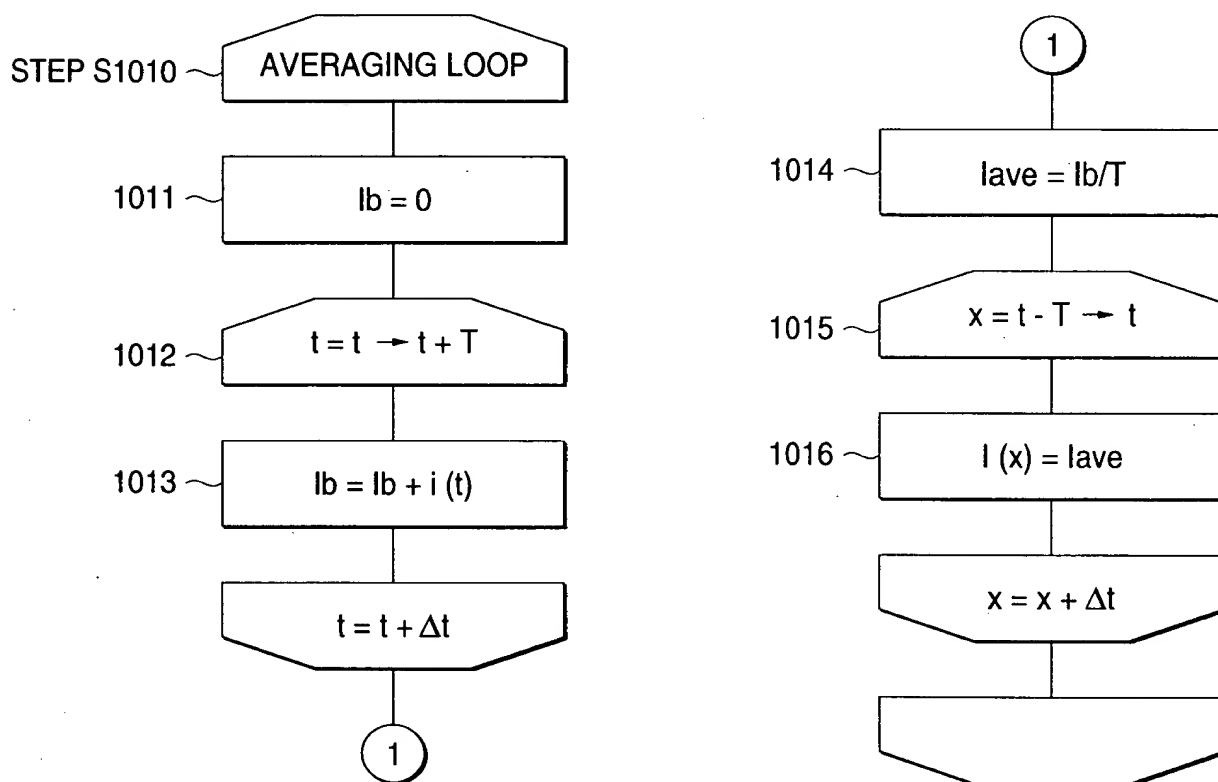 STEP S1010
AVERAGING LOOP
1011
Ib = 0
1012
t = t → t + T
1013
Ib = Ib + i (t)
t = t + Δt
1
1
1014
Iave = Ib/T
1015
x = t - T → t
1016
I (x) = Iave
x = x + Δt